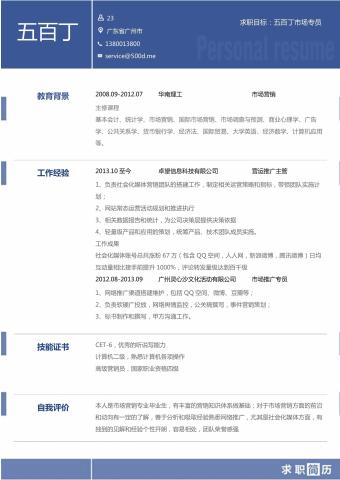 五百丁
23
广东省广州市
1380013800
service@500d.me
求职目标：五百丁市场专员
Personal resume
教育背景
2008.09-2012.07 华南理工 市场营销
主修课程
基本会计、统计学、市场营销、国际市场营销、市场调查与预测、商业心理学、广告
学、公共关系学、货币银行学、经济法、国际贸易、大学英语、经济数学、计算机应用
等。
工作经验
2013.10 至今 卓望信息科技有限公司 营运推广主管
1、负责社会化媒体营销团队的搭建工作，制定相关运营策略和指标，带领团队实施计
划；
2、网站常态运营活动规划和推进执行
3、相关数据报告和统计，为公司决策层提供决策依据
4、轻量级产品和应用的策划，统筹产品、技术团队成员实施。
工作成果
社会化媒体账号总共涨粉 67 万（包含 QQ 空间，人人网，新浪微博，腾讯微博）日均
互动量相比接手前提升 1000%，评论转发量级达到百千级
2012.08-2013.09 广州灵心沙文化活动有限公司 市场推广专员
1、网络推广渠道搭建维护，包括 QQ 空间、微博、豆瓣等；
2、负责软硬广投放，网络舆情监控，公关稿撰写，事件营销策划；
3、标书制作和撰写，甲方沟通工作。
技能证书
CET-6，优秀的听说写能力
计算机二级，熟悉计算机各项操作
高级营销员，国家职业资格四级
自我评价
本人是市场营销专业毕业生，有丰富的营销知识体系做基础；对于市场营销方面的前沿
和动向有一定的了解，善于分析和吸取经验熟悉网络推广，尤其是社会化媒体方面，有
独到的见解和经验个性开朗，容易相处，团队荣誉感强
求职简历